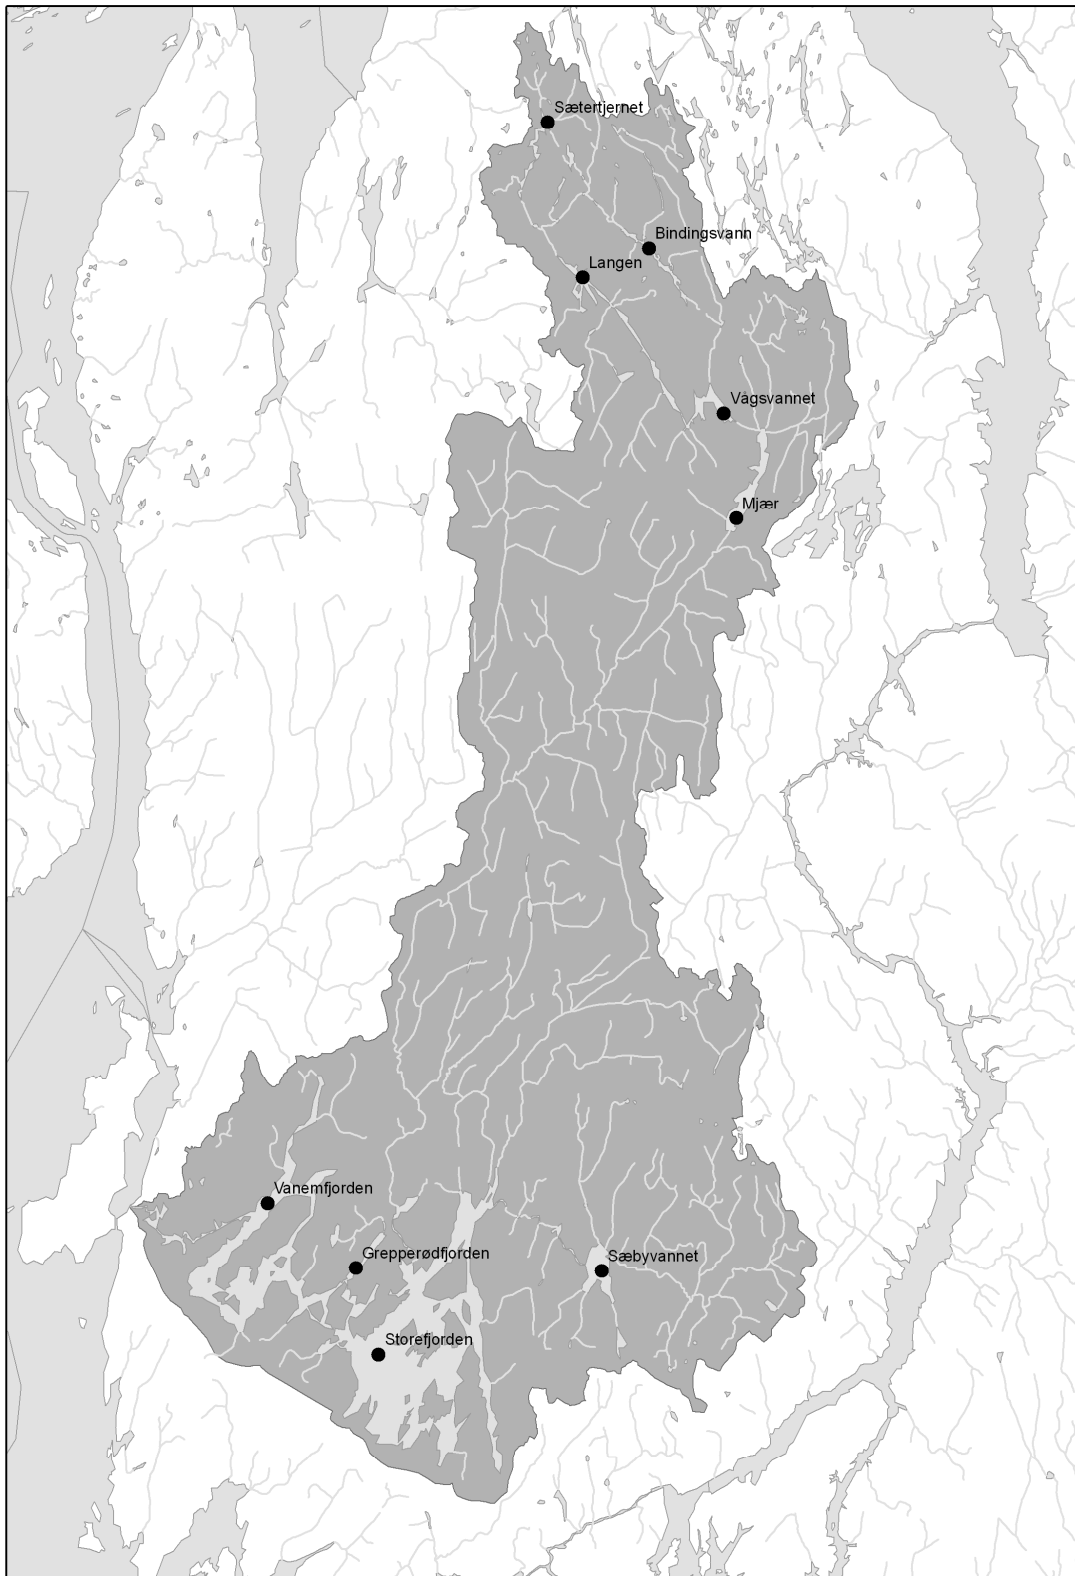 Sætertjernet
Bindingsvann
Langen
Vågsvannet
Mjær
Vanemfjorden
Grepperødfjorden
Sæbyvannet
Storefjorden